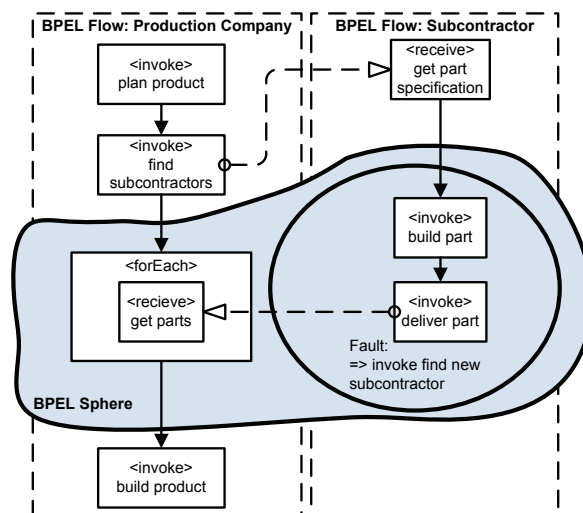 BPEL Flow: Production Company
<invoke>
plan product
<invoke>
find
subcontractors
<forEach>
<recieve>
get parts
BPEL Sphere
<invoke>
build product
BPEL Flow: Subcontractor
<receive>
get part
specification
<invoke>
build part
<invoke>
deliver part
Fault:
=> invoke find new
subcontractor